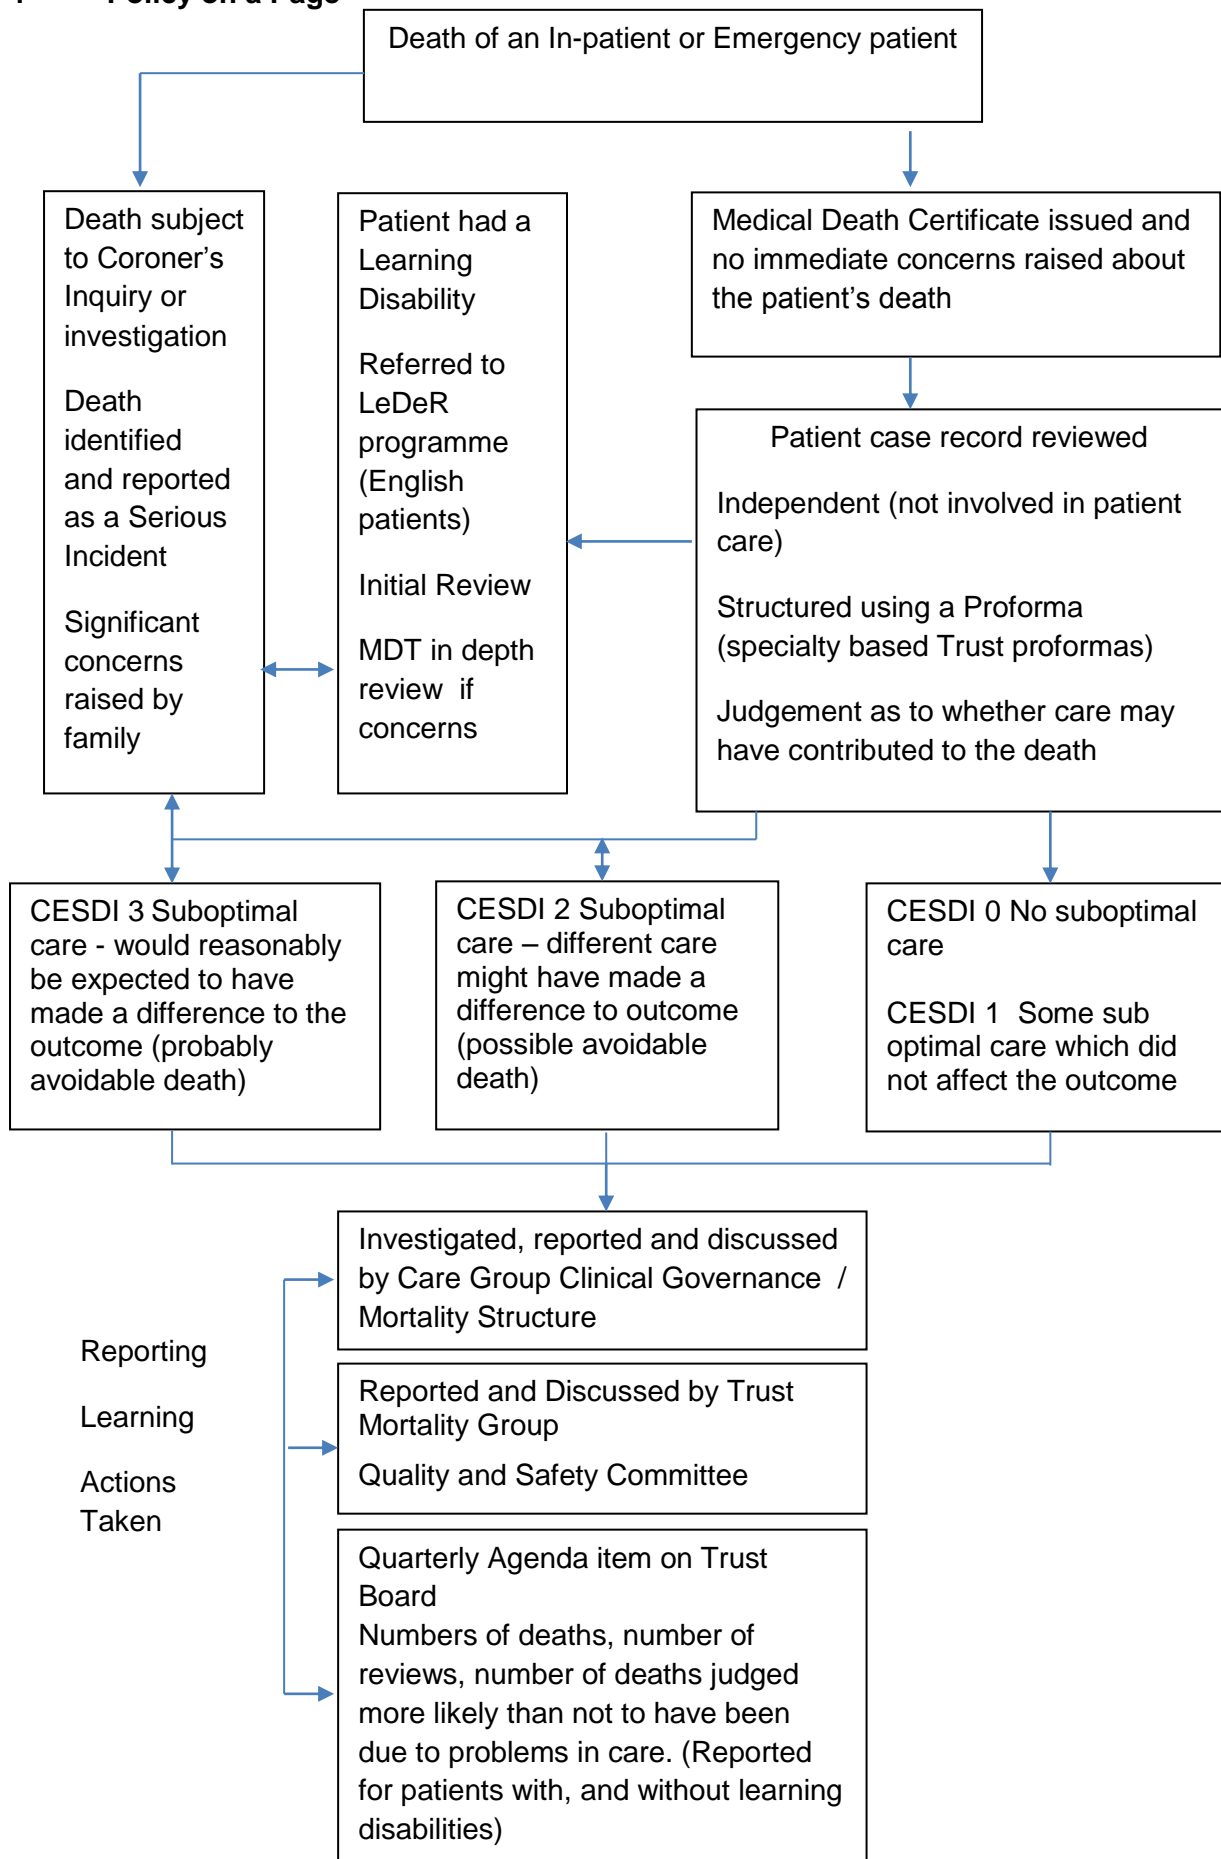 Policy on a Page
Death of an In-patient or Emergency patient
Death subject
to Coroner’s
Inquiry or
investigation
Death
identified
and reported
as a Serious
Incident
Significant
concerns
raised by
family
Patient had a
Learning
Disability
Referred to
LeDeR
programme
(English
patients)
Initial Review
MDT in depth
review  if
concerns
Medical Death Certificate issued and
no immediate concerns raised about
the patient’s death
Patient case record reviewed
Independent (not involved in patient
care)
Structured using a Proforma
(specialty based Trust proformas)
Judgement as to whether care may
have contributed to the death
CESDI 3 Suboptimal
care - would reasonably
be expected to have
made a difference to the
outcome (probably
avoidable death)
CESDI 2 Suboptimal
care – different care
might have made a
difference to outcome
(possible avoidable
death)
CESDI 0 No suboptimal
care
CESDI 1  Some sub
optimal care which did
not affect the outcome
Investigated, reported and discussed
by Care Group Clinical Governance  /
Mortality Structure
Reporting
Learning
Actions
Taken
Reported and Discussed by Trust
Mortality Group
Quality and Safety Committee
Quarterly Agenda item on Trust
Board
Numbers of deaths, number of
reviews, number of deaths judged
more likely than not to have been
due to problems in care. (Reported
for patients with, and without learning
disabilities)